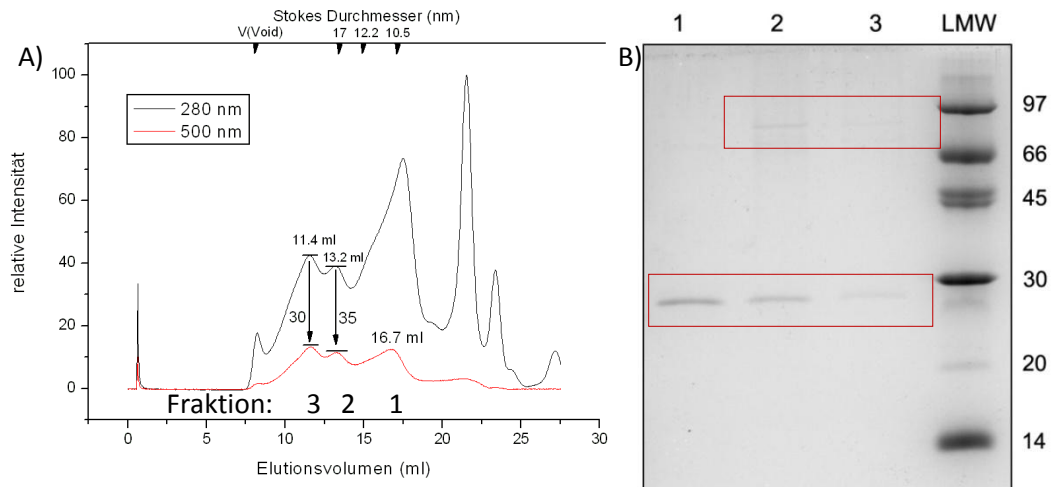 Stokes Durchmesser (nm)
V(Void) 17 12.2 10.5
A)
280 nm
500 nm
relative Intensität
100
80
60
40
20
0
11.4 ml
13.2 ml
30
35
16.7 ml
Fraktion: 3 2 1
0 5 10 15 20 25 30
Elutionsvolumen (ml)
B)
1 2 3 LMW
97
66
45
30
20
14